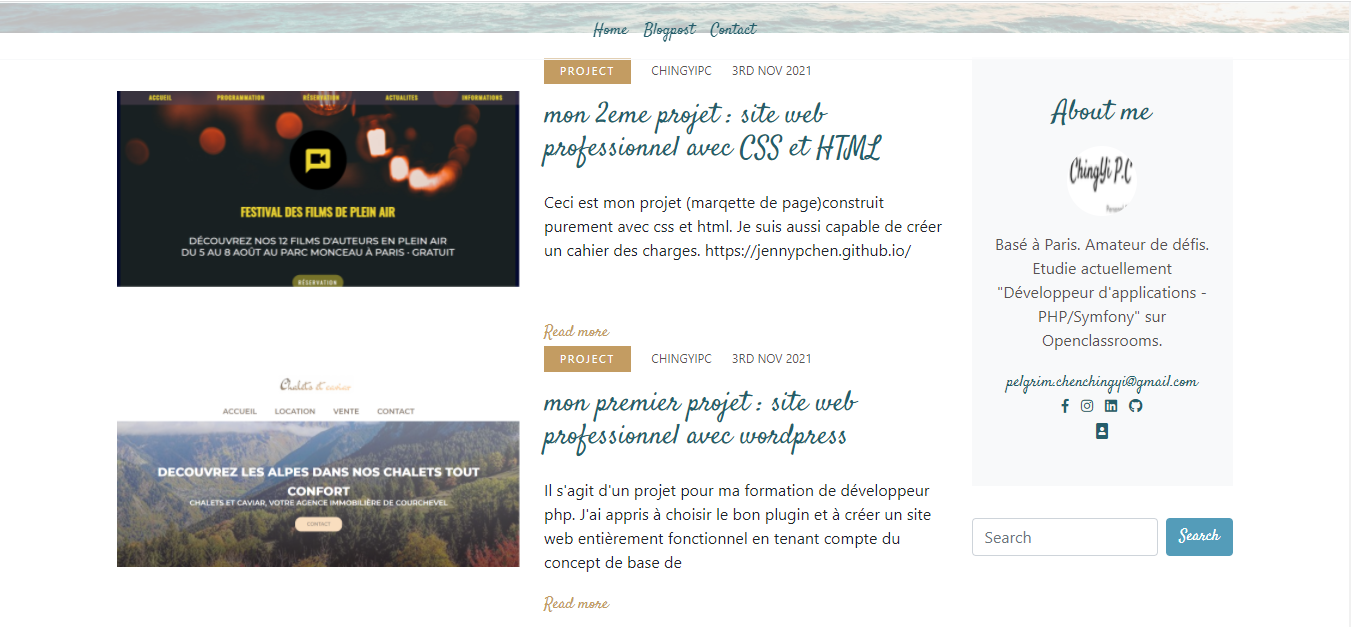 Home Blogpost Contact
PROJECT CHINGYIPC 3RD NOV 2021
ACCUEIL PROGRAMMATION RÉSERVATION ACTUALITES INFORMATIONS
FESTIVAL DES FILMS DE PLEIN AIR
DÉCOUVREZ NOS 12 FILMS D'AUTEURS EN PLEIN AIR
DU 5 AU 8 AOÛT AU PARC MONCEAU À PARIS - GRATUIT
RÉSERVATION
mon 2eme projet : site web
professionnel avec CSS et HTML
Ceci est mon projet (marqette de page)construit
purement avec css et html. Je suis aussi capable de créer
un cahier des charges. https://jennypchen.github.io/
Read more
PROJECT CHINGYIPC 3RD NOV 2021
Chalets et caviar
ACCUEIL LOCATION VENTE CONTACT
DECOUVREZ LES ALPES DANS NOS CHALETS TOUT
CONFORT
CHALETS ET CAVIAR, VOTRE AGENCE IMMOBILIÈRE DE COURCHEVEL
CONTACT
mon premier projet : site web
professionnel avec wordpress
Il s'agit d'un projet pour ma formation de développeur
php. J'ai appris à choisir le bon plugin et à créer un site
web entièrement fonctionnel en tenant compte du
concept de base de
Read more
About me
ChingYi P.C
Basé à Paris. Amateur de défis.
Etudie actuellement
"Développeur d'applications -
PHP/Symfony" sur
Openclassrooms.
pelgrim.chenchingyi@gmail.com
Search Search